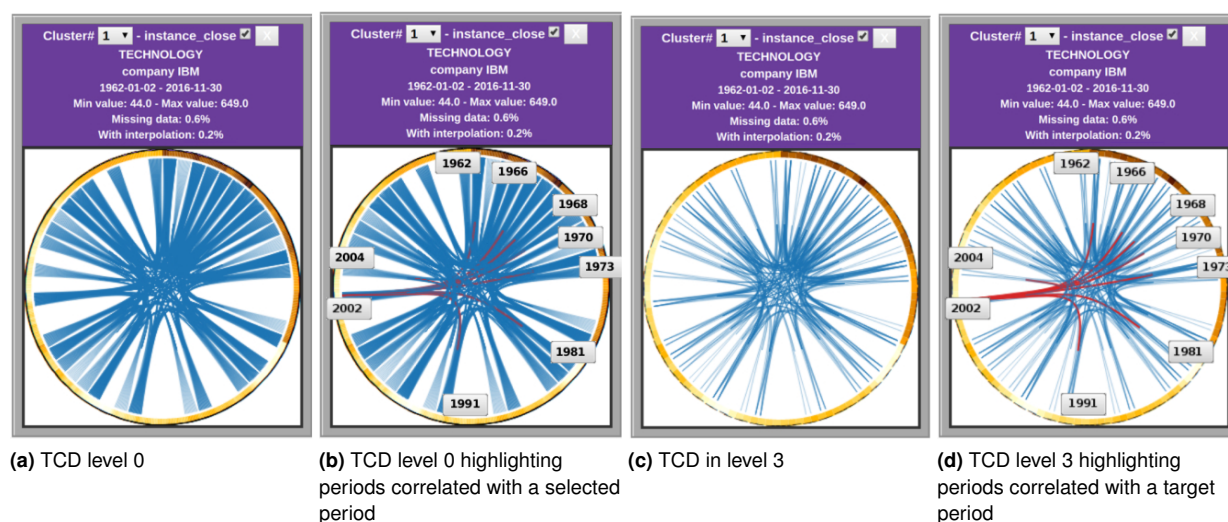 Cluster# 1 - instance_close X
TECHNOLOGY
company IBM
1962-01-02 - 2016-11-30
Min value: 44.0 - Max value: 649.0
Missing data: 0.6%
With interpolation: 0.2%
(a) TCD level 0
Cluster# 1 - instance_close X
TECHNOLOGY
company IBM
1962-01-02 - 2016-11-30
Min value: 44.0 - Max value: 649.0
Missing data: 0.6%
With interpolation: 0.2%
1962
1966
1968
1970
1973
1981
1991
2002
2004
(b) TCD level 0 highlighting
periods correlated with a selected
period
Cluster# 1 - instance_close X
TECHNOLOGY
company IBM
1962-01-02 - 2016-11-30
Min value: 44.0 - Max value: 649.0
Missing data: 0.6%
With interpolation: 0.2%
(c) TCD in level 3
Cluster# 1 - instance_close X
TECHNOLOGY
company IBM
1962-01-02 - 2016-11-30
Min value: 44.0 - Max value: 649.0
Missing data: 0.6%
With interpolation: 0.2%
1962
1966
1968
1970
1973
1981
1991
2002
2004
(d) TCD level 3 highlighting
periods correlated with a target
period